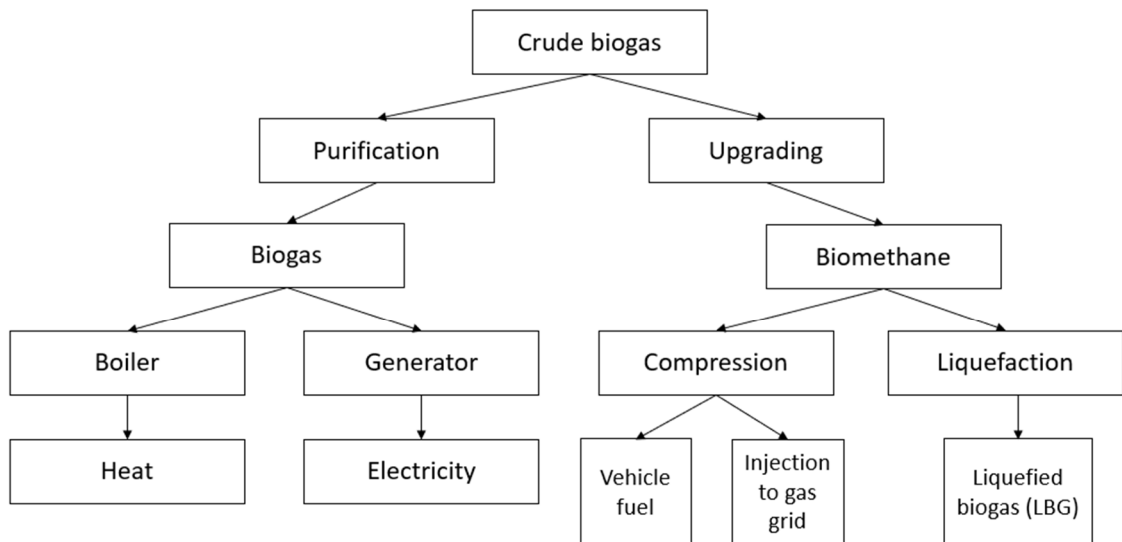 Crude biogas
Purification
Upgrading
Biogas
Biomethane
Boiler
Generator
Compression
Liquefaction
Heat
Electricity
Vehicle
fuel
Injection
to gas
grid
Liquefied
biogas (LBG)